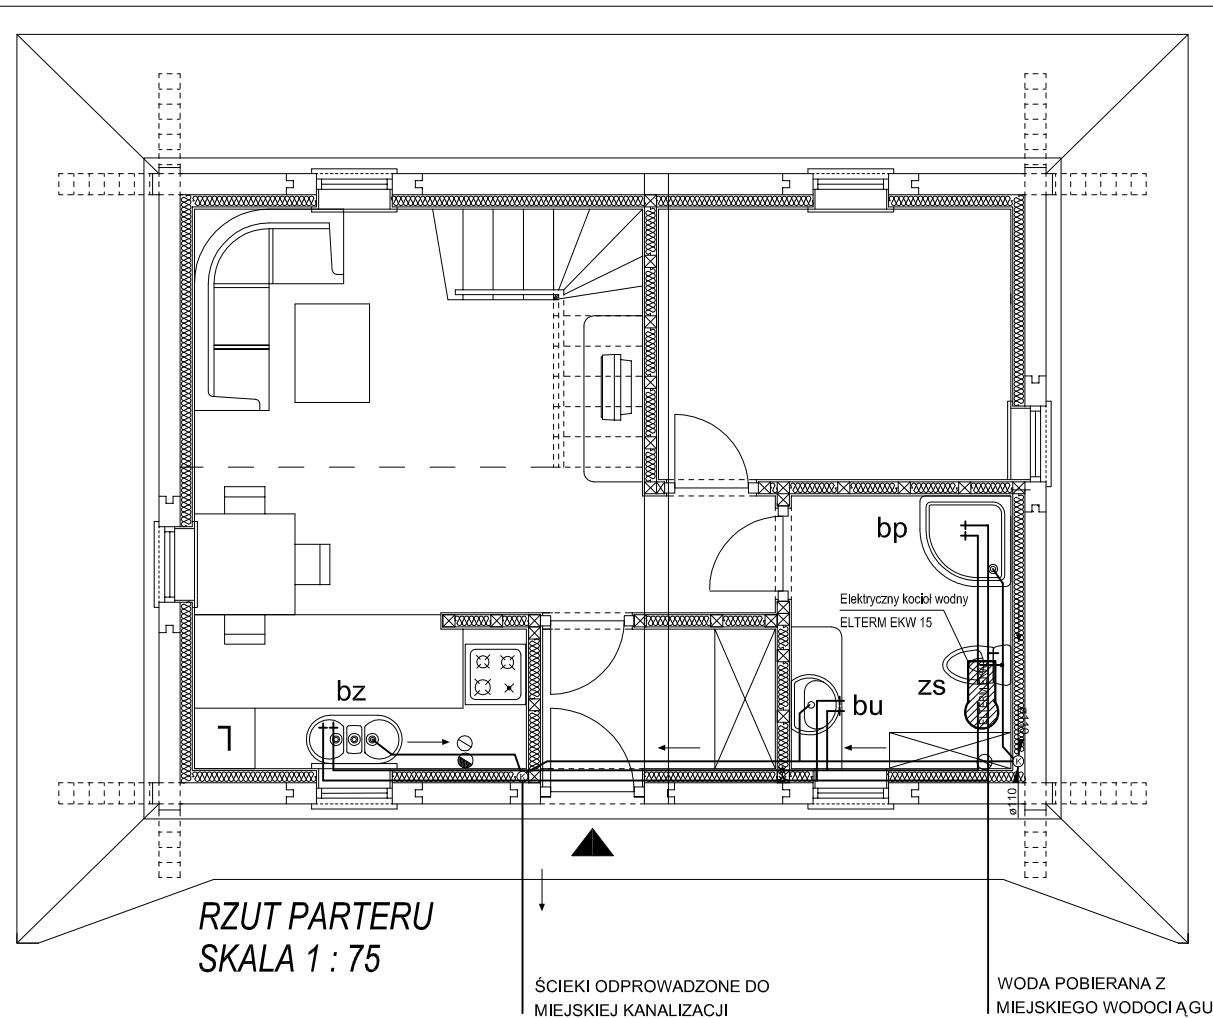 bp
Elektryczny kocioł wodny
ELTERM EKW 15
zs
bz
bu
ø110
ø110
K
RZUT PARTERU
SKALA 1 : 75
ŚCIEKI ODPROWADZONE DO
MIEJSKIEJ KANALIZACJI
WODA POBIERANA Z
MIEJSKIEGO WODOCIĄGU